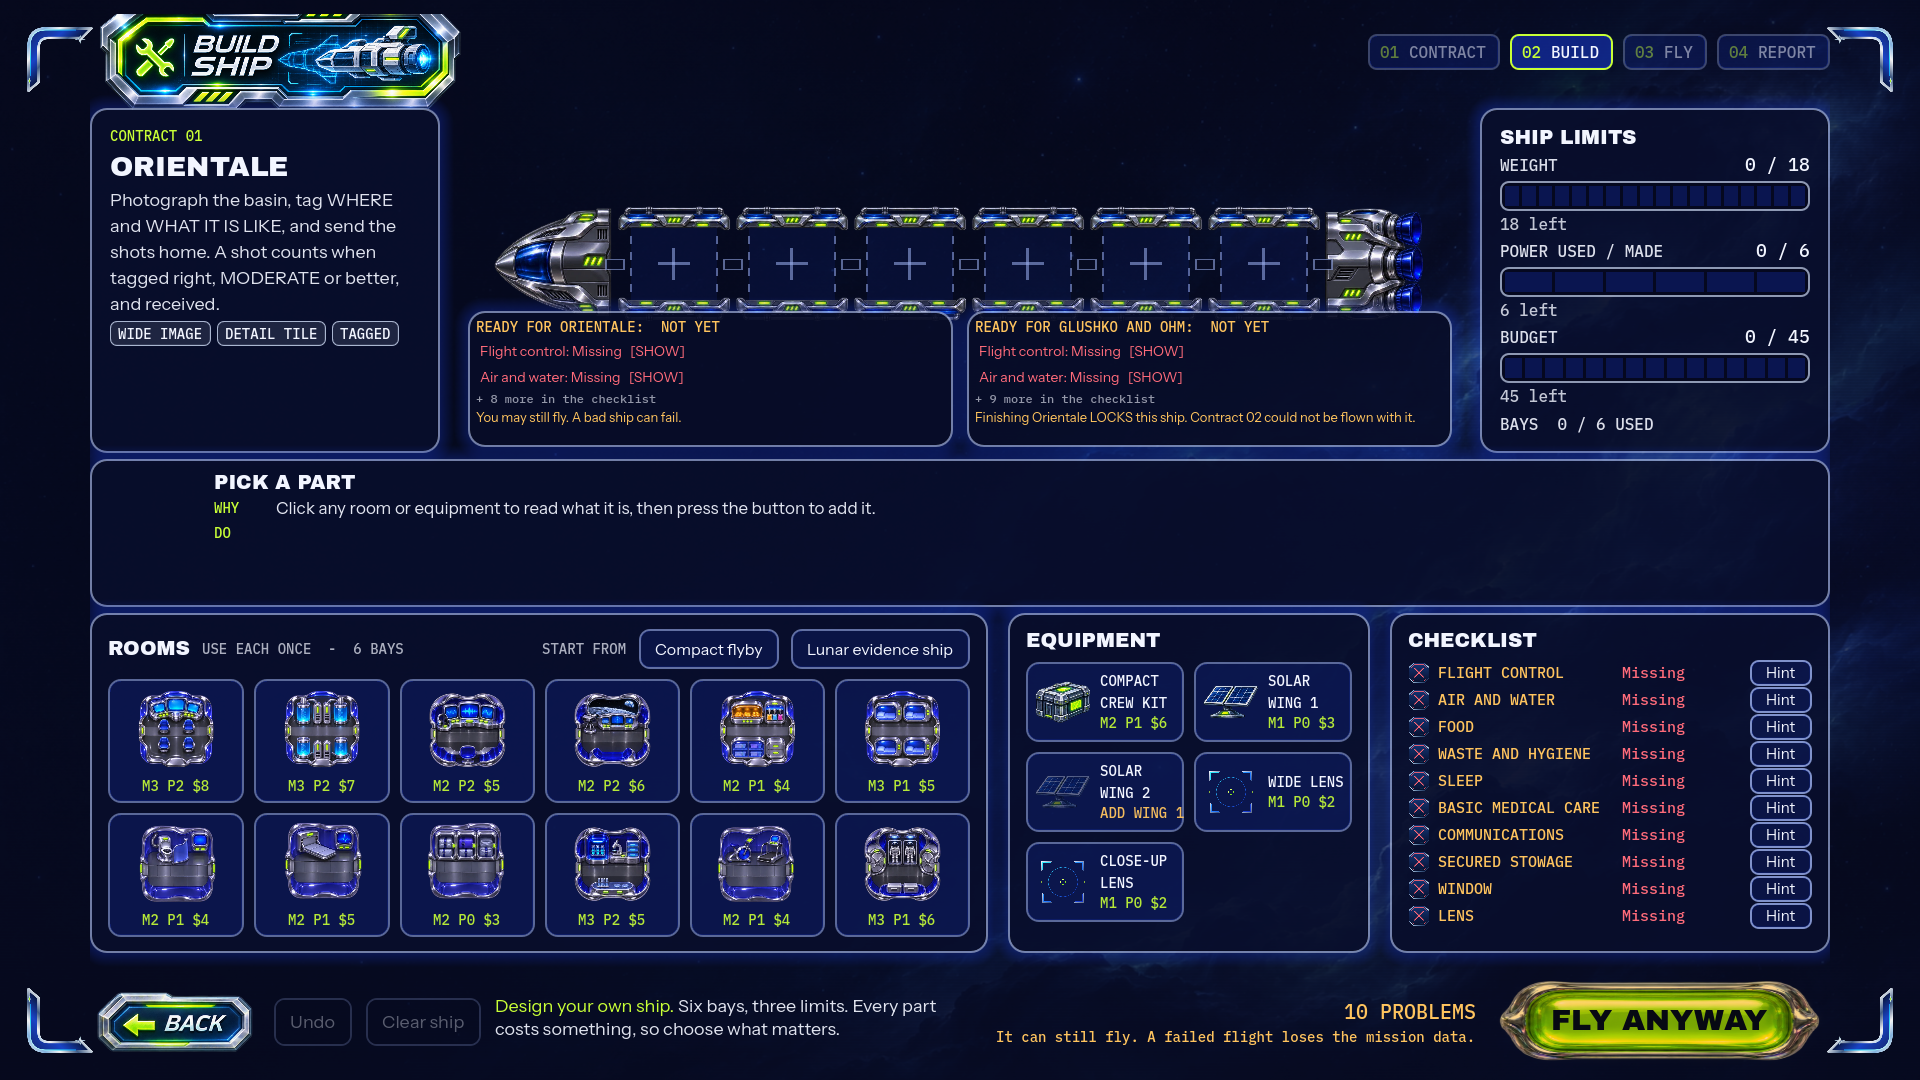 BUILD
SHIP
01 CONTRACT
02 BUILD
03 FLY
04 REPORT
CONTRACT 01
ORIENTALE
Photograph the basin, tag WHERE
and WHAT IT IS LIKE, and send the
shots home. A shot counts when
tagged right, MODERATE or better,
and received.
WIDE IMAGE
DETAIL TILE
TAGGED
READY FOR ORIENTALE: NOT YET
Flight control: Missing [SHOW]
Air and water: Missing [SHOW]
+ 8 more in the checklist
You may still fly. A bad ship can fail.
READY FOR GLUSHKO AND OHM: NOT YET
Flight control: Missing [SHOW]
Air and water: Missing [SHOW]
+ 9 more in the checklist
Finishing Orientale LOCKS this ship. Contract 02 could not be flown with it.
SHIP LIMITS
WEIGHT 0 / 18
18 left
POWER USED / MADE 0 / 6
6 left
BUDGET 0 / 45
45 left
BAYS 0 / 6 USED
PICK A PART
WHY Click any room or equipment to read what it is, then press the button to add it.
DO
ROOMS USE EACH ONCE - 6 BAYS
START FROM
Compact flyby
Lunar evidence ship
M3 P2 $8
M3 P2 $7
M2 P2 $5
M2 P2 $6
M2 P1 $4
M3 P1 $5
M2 P1 $4
M2 P1 $5
M2 P0 $3
M3 P2 $5
M2 P1 $4
M3 P1 $6
EQUIPMENT
COMPACT
CREW KIT
M2 P1 $6
SOLAR
WING 1
M1 P0 $3
SOLAR
WING 2
ADD WING 1
WIDE LENS
M1 P0 $2
CLOSE-UP
LENS
M1 P0 $2
CHECKLIST
FLIGHT CONTROL Missing Hint
AIR AND WATER Missing Hint
FOOD Missing Hint
WASTE AND HYGIENE Missing Hint
SLEEP Missing Hint
BASIC MEDICAL CARE Missing Hint
COMMUNICATIONS Missing Hint
SECURED STOWAGE Missing Hint
WINDOW Missing Hint
LENS Missing Hint
BACK
Undo
Clear ship
Design your own ship. Six bays, three limits. Every part
costs something, so choose what matters.
10 PROBLEMS
It can still fly. A failed flight loses the mission data.
FLY ANYWAY